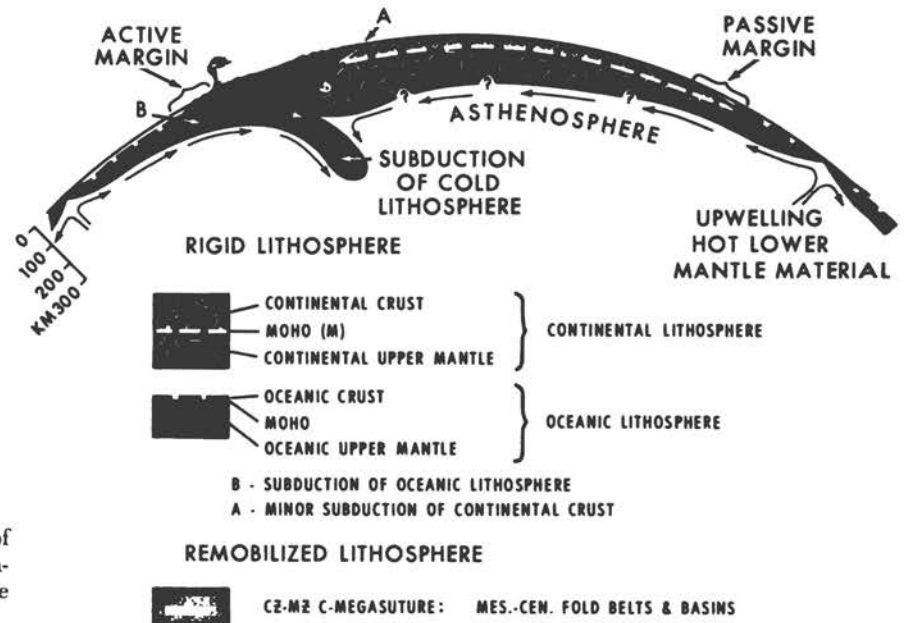 A
ACTIVE
MARGIN
PASSIVE
MARGIN
B
?
?
?
ASTHENOSPHERE
SUBDUCTION
OF COLD
LITHOSPHERE
UPWELLING
HOT LOWER
MANTLE MATERIAL
0
100
200
KM300
RIGID LITHOSPHERE
CONTINENTAL CRUST
MOHO (M)
CONTINENTAL UPPER MANTLE
CONTINENTAL LITHOSPHERE
OCEANIC CRUST
MOHO
OCEANIC UPPER MANTLE
OCEANIC LITHOSPHERE
B - SUBDUCTION OF OCEANIC LITHOSPHERE
A - MINOR SUBDUCTION OF CONTINENTAL CRUST
of
REMOBILIZED LITHOSPHERE
CZ-MZ C-MEGASUTURE: MES.-CEN. FOLD BELTS & BASINS